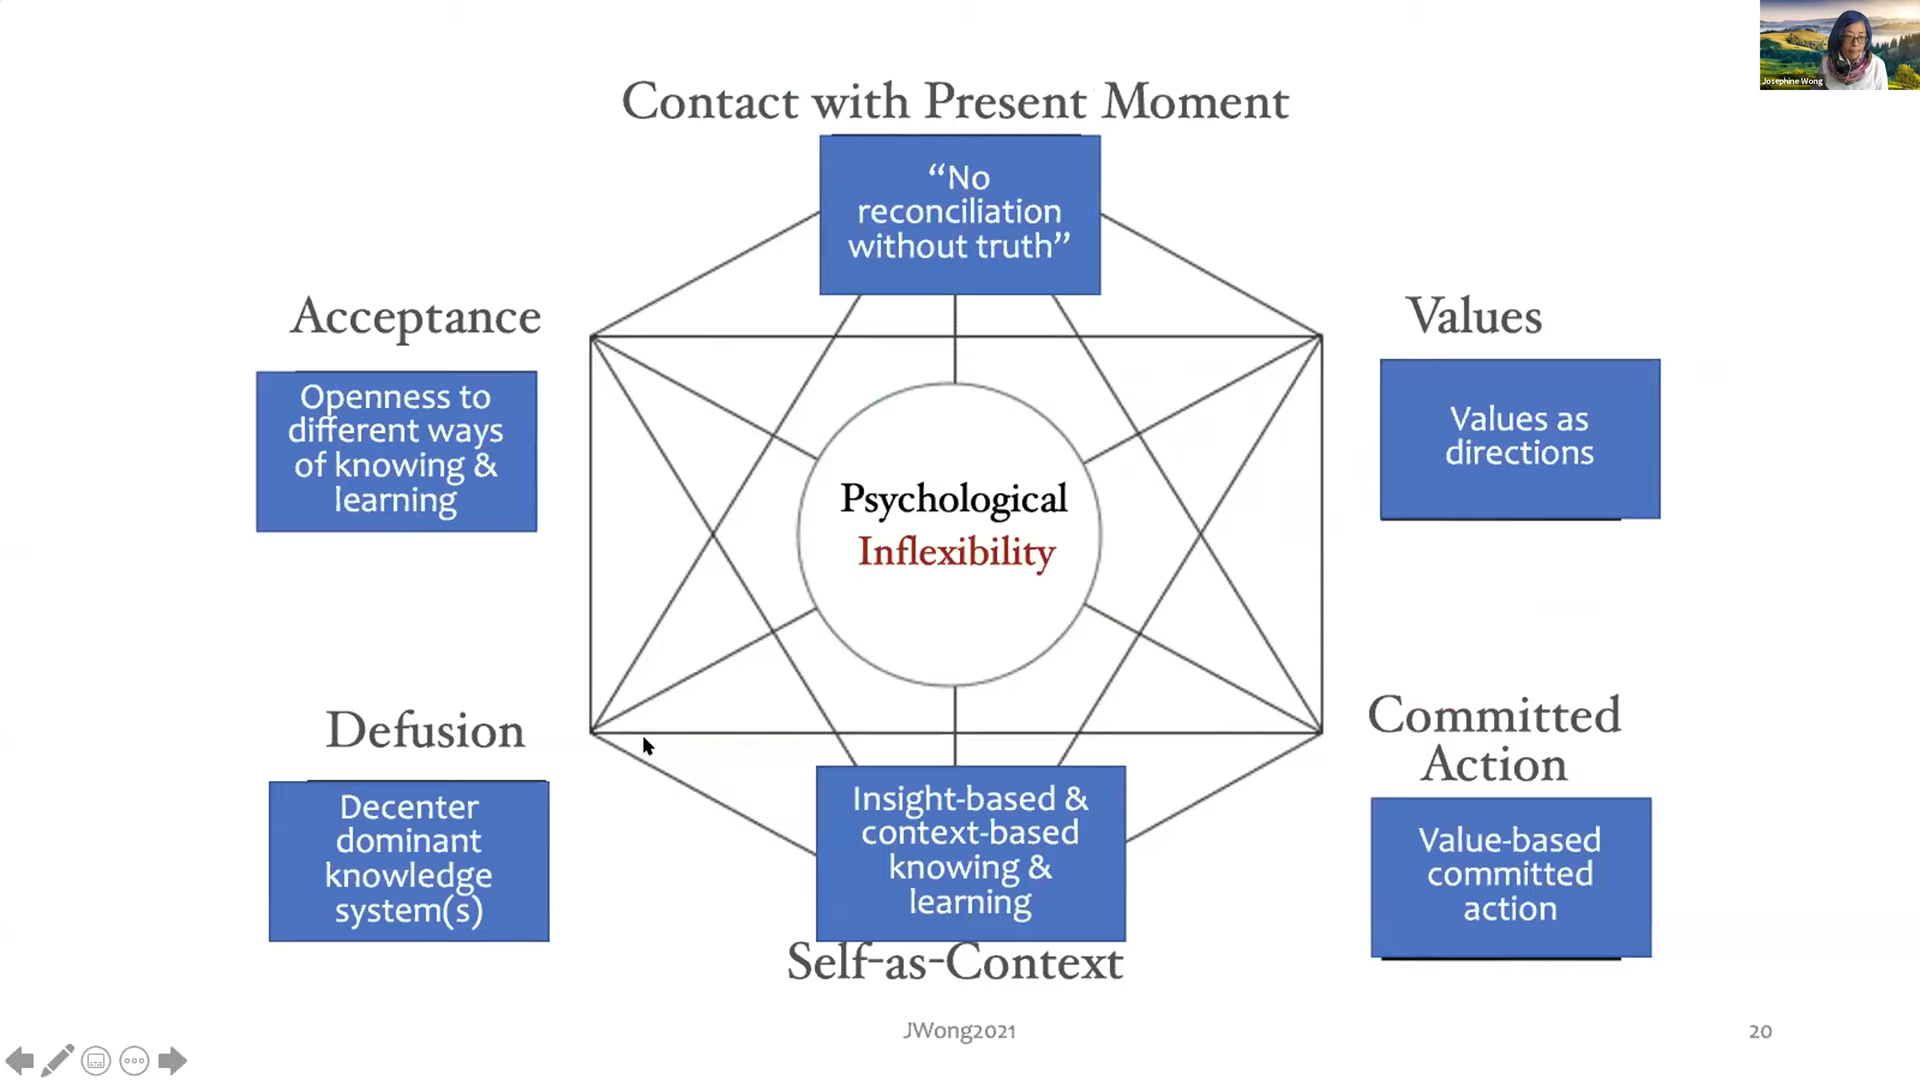 Josephine Wong
Contact with Present Moment
“No
reconciliation
without truth”
Acceptance
Openness to
different ways
of knowing &
learning
Values
Values as
directions
Psychological
Inflexibility
Defusion
Decenter
dominant
knowledge
system(s)
Insight-based &
context-based
knowing &
learning
Self-as-Context
Committed
Action
Value-based
committed
action
JWong2021
20